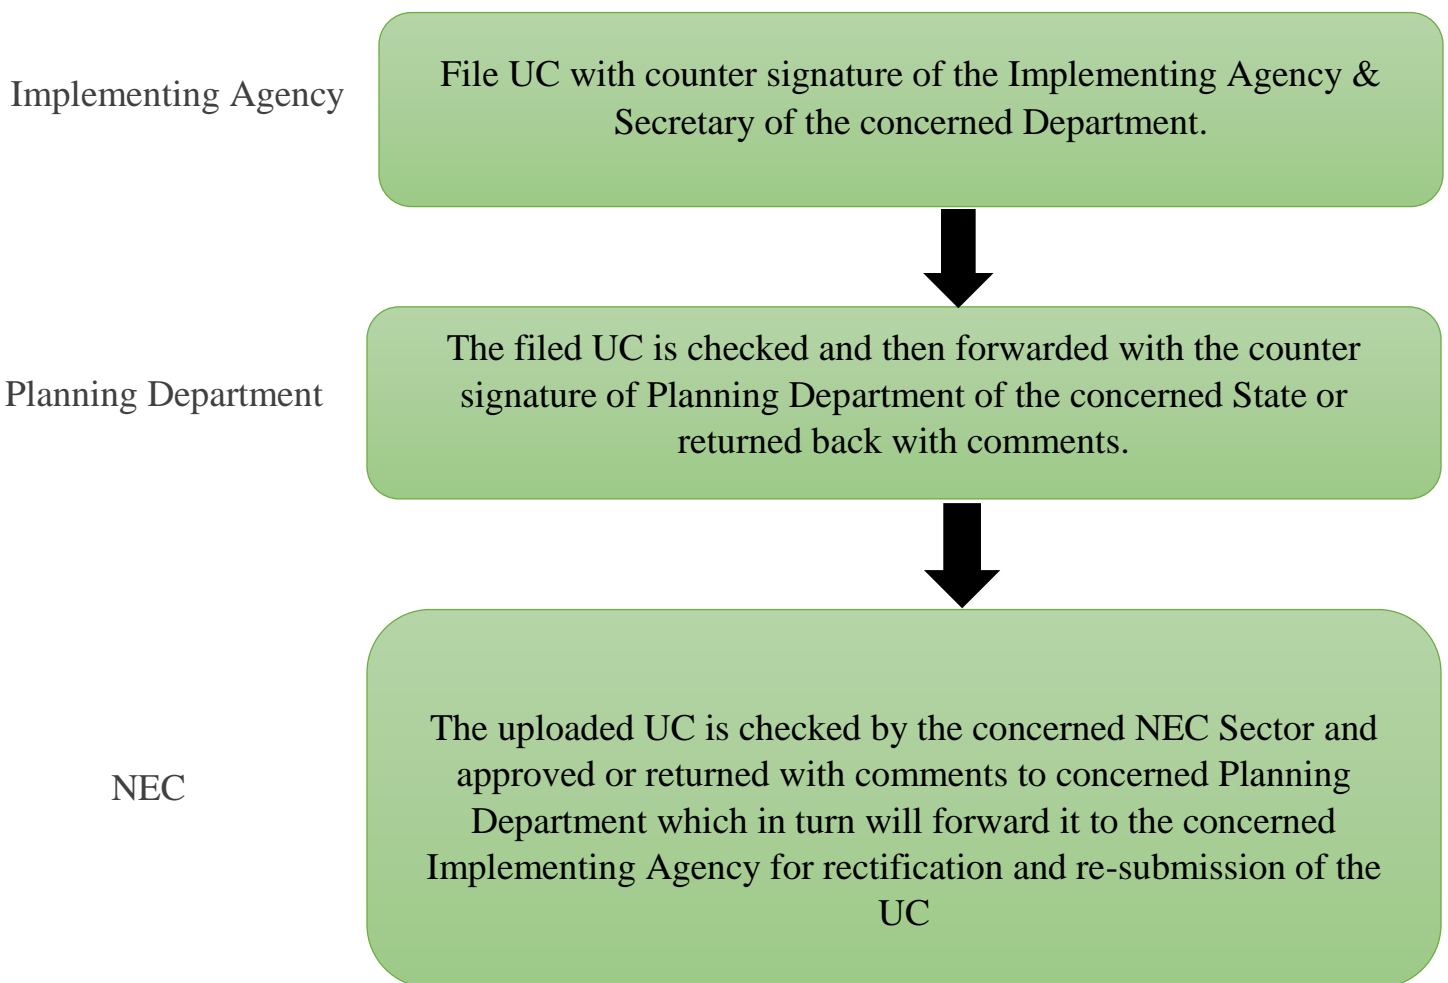 Implementing Agency
File UC with counter signature of the Implementing Agency &
Secretary of the concerned Department.
Planning Department
The filed UC is checked and then forwarded with the counter
signature of Planning Department of the concerned State or
returned back with comments.
NEC
The uploaded UC is checked by the concerned NEC Sector and
approved or returned with comments to concerned Planning
Department which in turn will forward it to the concerned
Implementing Agency for rectification and re-submission of the
UC